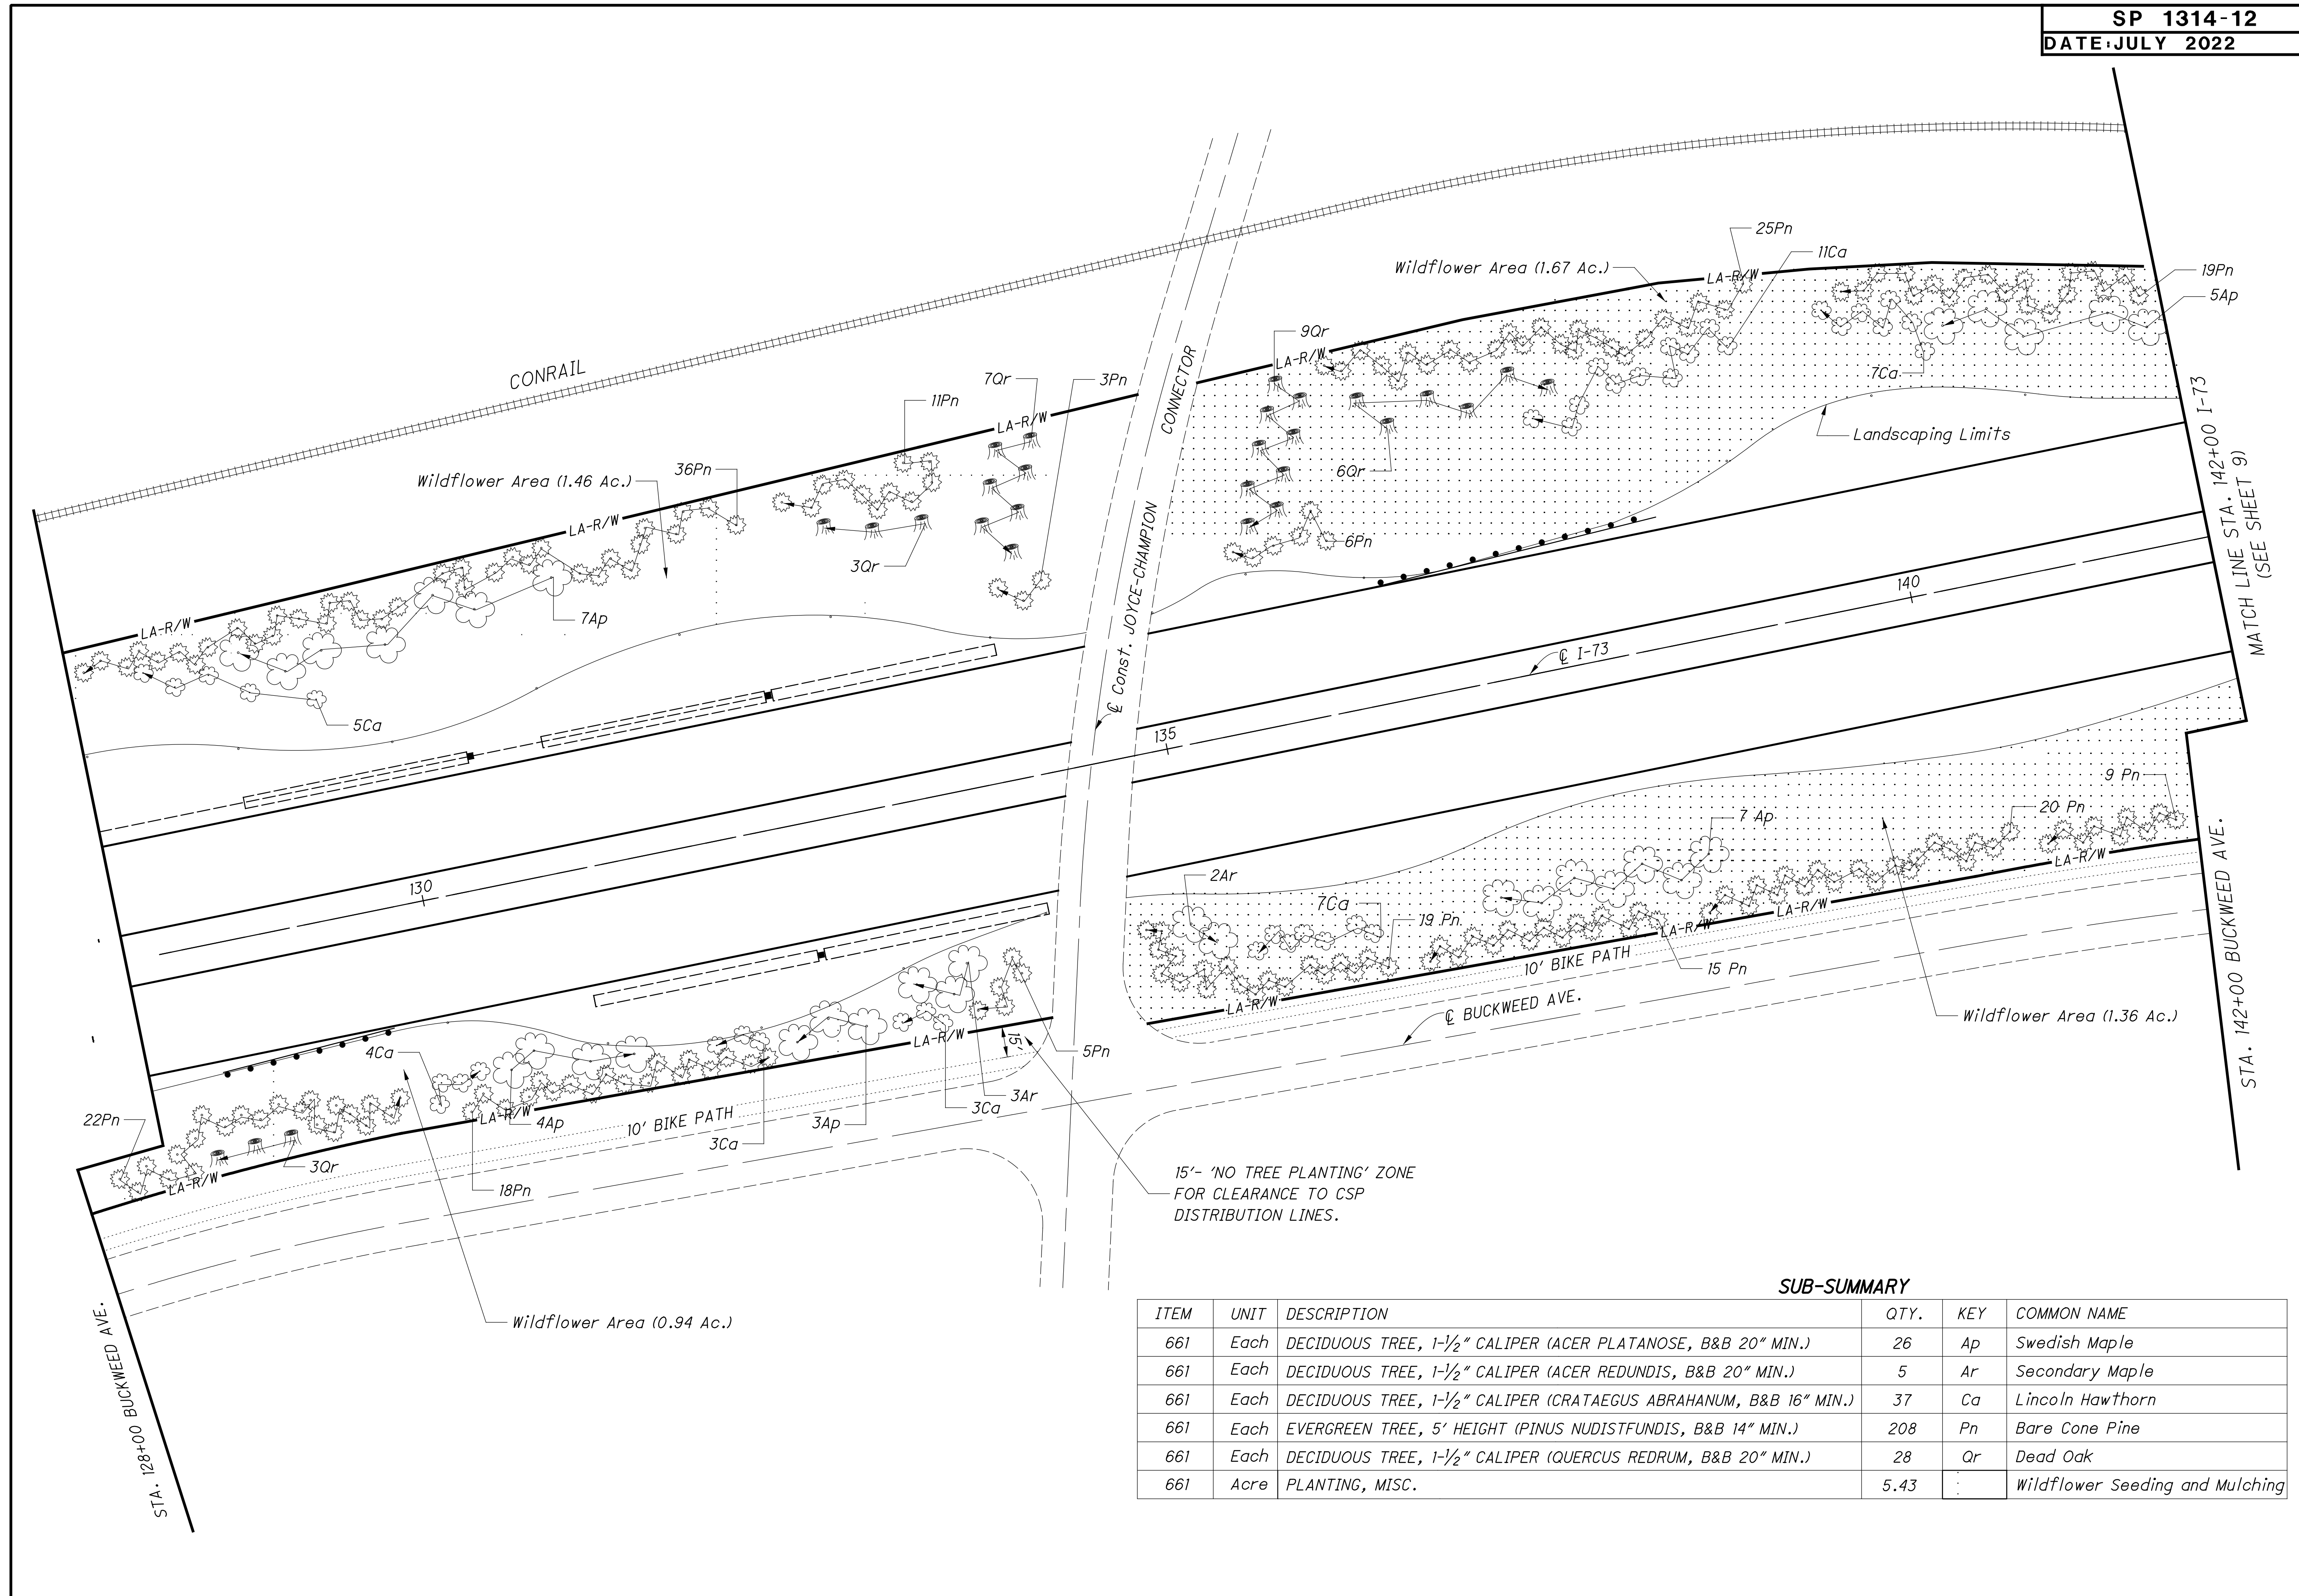 SP 1314-12
DATE:JULY 2022
25Pn
11Ca
Wildflower Area (1.67 Ac.)
LA-R/W
19Pn
5Ap
9Qr
LA-R/W
CONRAIL
7Qr
3Pn
11Pn
7Ca
LA-R/W
CONNECTOR
Landscaping Limits
Wildflower Area (1.46 Ac.)
36Pn
6Qr
LA-R/W
6Pn
3Qr
MATCH LINE STA. 142+00 I-73
(SEE SHEET 9)
140
7Ap
LA-R/W
℄ Const. JOYCE-CHAMPION
℄ I-73
5Ca
135
9 Pn
20 Pn
7 Ap
LA-R/W
130
2Ar
7Ca
19 Pn
LA-R/W
LA-R/W
15 Pn
10' BIKE PATH
STA. 142+00 BUCKWEED AVE.
LA-R/W
℄ BUCKWEED AVE.
Wildflower Area (1.36 Ac.)
4Ca
LA-R/W
15'
5Pn
3Ar
3Ca
22Pn
LA-R/W
4Ap
10' BIKE PATH
3Ca
3Ap
3Qr
LA-R/W
18Pn
15'- 'NO TREE PLANTING' ZONE
FOR CLEARANCE TO CSP
DISTRIBUTION LINES.
Wildflower Area (0.94 Ac.)
STA. 128+00 BUCKWEED AVE.
SUB-SUMMARY
ITEM UNIT DESCRIPTION QTY. KEY COMMON NAME
661 Each DECIDUOUS TREE, 1-1/2" CALIPER (ACER PLATANOSE, B&B 20" MIN.) 26 Ap Swedish Maple
661 Each DECIDUOUS TREE, 1-1/2" CALIPER (ACER REDUNDIS, B&B 20" MIN.) 5 Ar Secondary Maple
661 Each DECIDUOUS TREE, 1-1/2" CALIPER (CRATAEGUS ABRAHANUM, B&B 16" MIN.) 37 Ca Lincoln Hawthorn
661 Each EVERGREEN TREE, 5' HEIGHT (PINUS NUDISTFUNDIS, B&B 14" MIN.) 208 Pn Bare Cone Pine
661 Each DECIDUOUS TREE, 1-1/2" CALIPER (QUERCUS REDRUM, B&B 20" MIN.) 28 Qr Dead Oak
661 Acre PLANTING, MISC. 5.43 Wildflower Seeding and Mulching